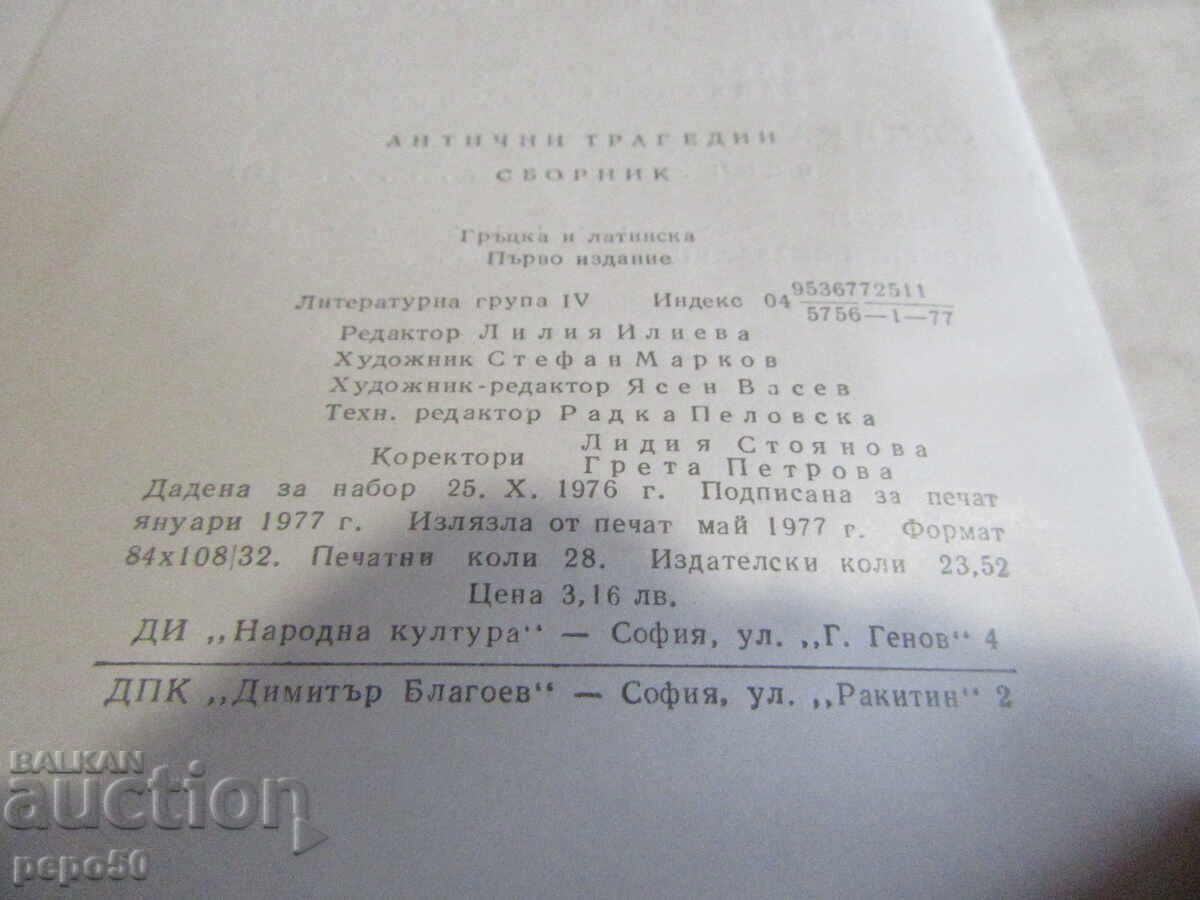 АНТИЧНИ ТРАГЕДИИ
СБОРНИК
Гръцка и латинска
Първо издание
Литературна група IV Индекс 04 9536772511
5756—1—77
Редактор Лилия Илиева
Художник Стефан Марков
Художник-редактор Ясен Васев
Техн. редактор Радка Пеловска
Коректори Лидия Стоянова
Грета Петрова
Дадена за набор 25. X. 1976 г. Подписана за печат
януари 1977 г. Излязла от печат май 1977 г. Формат
84x108/32. Печатни коли 28. Издателски коли 23,52
Цена 3,16 лв.
ДИ „Народна култура“ — София, ул. „Г. Генов“ 4
ДПК „Димитър Благоев“ — София, ул. „Ракитин“ 2
BALKAN
auction
pepo50